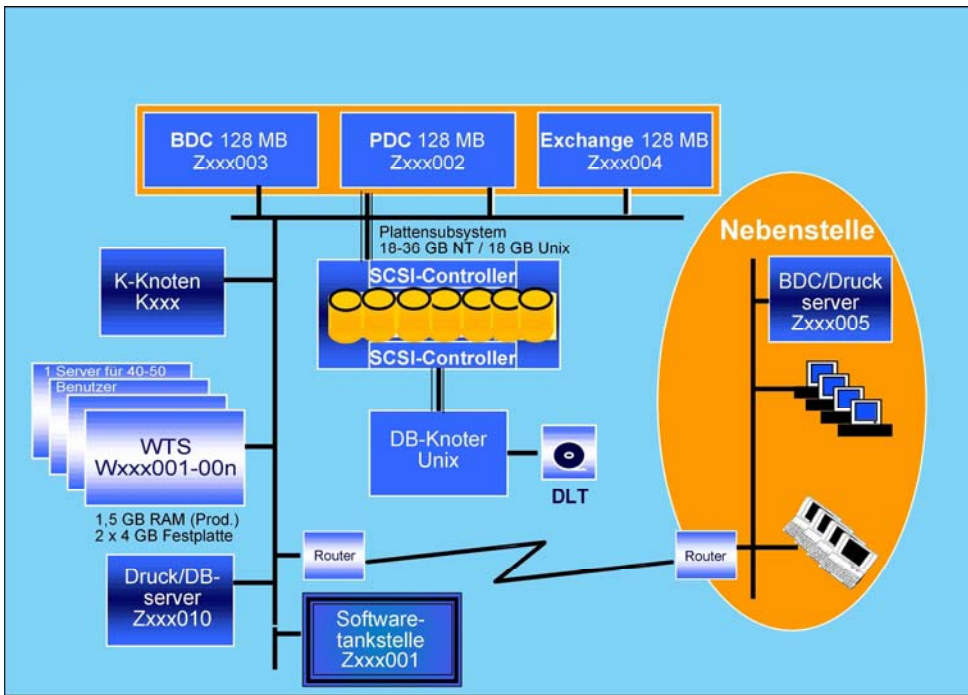 BDC 128 MB
Zxxx003
PDC 128 MB
Zxxx002
Exchange 128 MB
Zxxx004
Plattensubsystem
18-36 GB NT / 18 GB Unix
SCSI-Controller
SCSI-Controller
K-Knoten
Kxxx
1 Server für 40-50
Benutzer
WTS
Wxxx001-00n
1,5 GB RAM (Prod.)
2 x 4 GB Festplatte
DB-Knoter
Unix
DLT
Druck/DB-
server
Zxxx010
Router
Software-
tankstelle
Zxxx001
Router
Nebenstelle
BDC/Druck
server
Zxxx005